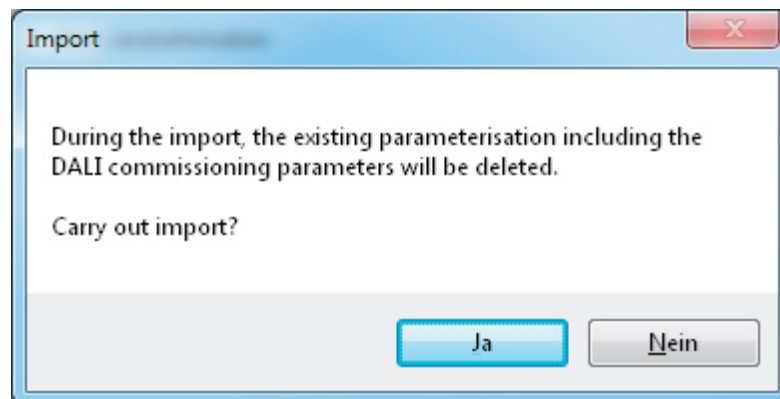 Import
During the import, the existing parameterisation including the
DALI commissioning parameters will be deleted.
Carry out import?
Ja
Nein